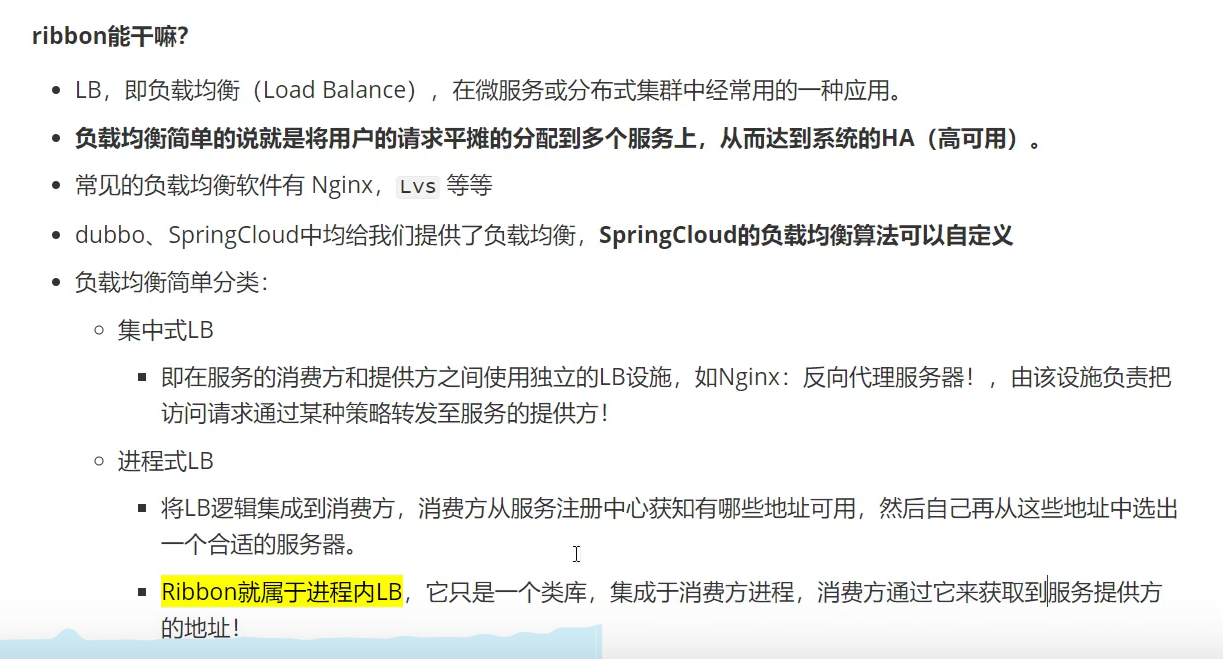 ribbon能干嘛?
LB，即负载均衡（Load Balance），在微服务或分布式集群中经常用的一种应用。
负载均衡简单的说就是将用户的请求平摊的分配到多个服务上，从而达到系统的HA（高可用）。
常见的负载均衡软件有 Nginx，Lvs 等等
dubbo、SpringCloud中均给我们提供了负载均衡，SpringCloud的负载均衡算法可以自定义
负载均衡简单分类：
集中式LB
即在服务的消费方和提供方之间使用独立的LB设施，如Nginx：反向代理服务器！，由该设施负责把
访问请求通过某种策略转发至服务的提供方！
进程式LB
将LB逻辑集成到消费方，消费方从服务注册中心获知有哪些地址可用，然后自己再从这些地址中选出
一个合适的服务器。
Ribbon就属于进程内LB，它只是一个类库，集成于消费方进程，消费方通过它来获取到服务提供方
的地址！